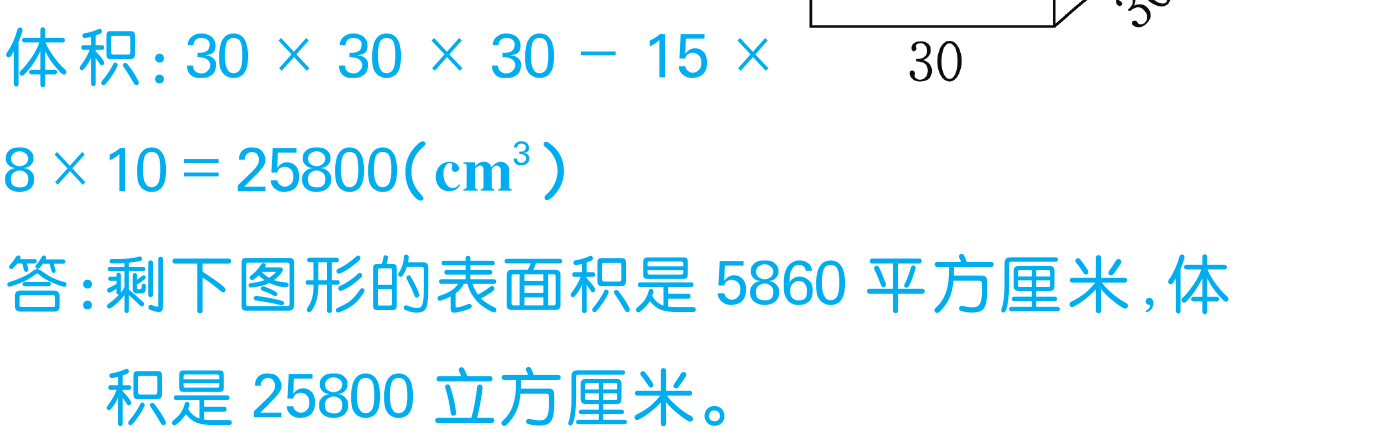 体积:30 × 30 × 30 − 15 ×
30
8 × 10 = 25800(cm³)
答:剩下图形的表面积是 5860 平方厘米,体
积是 25800 立方厘米。